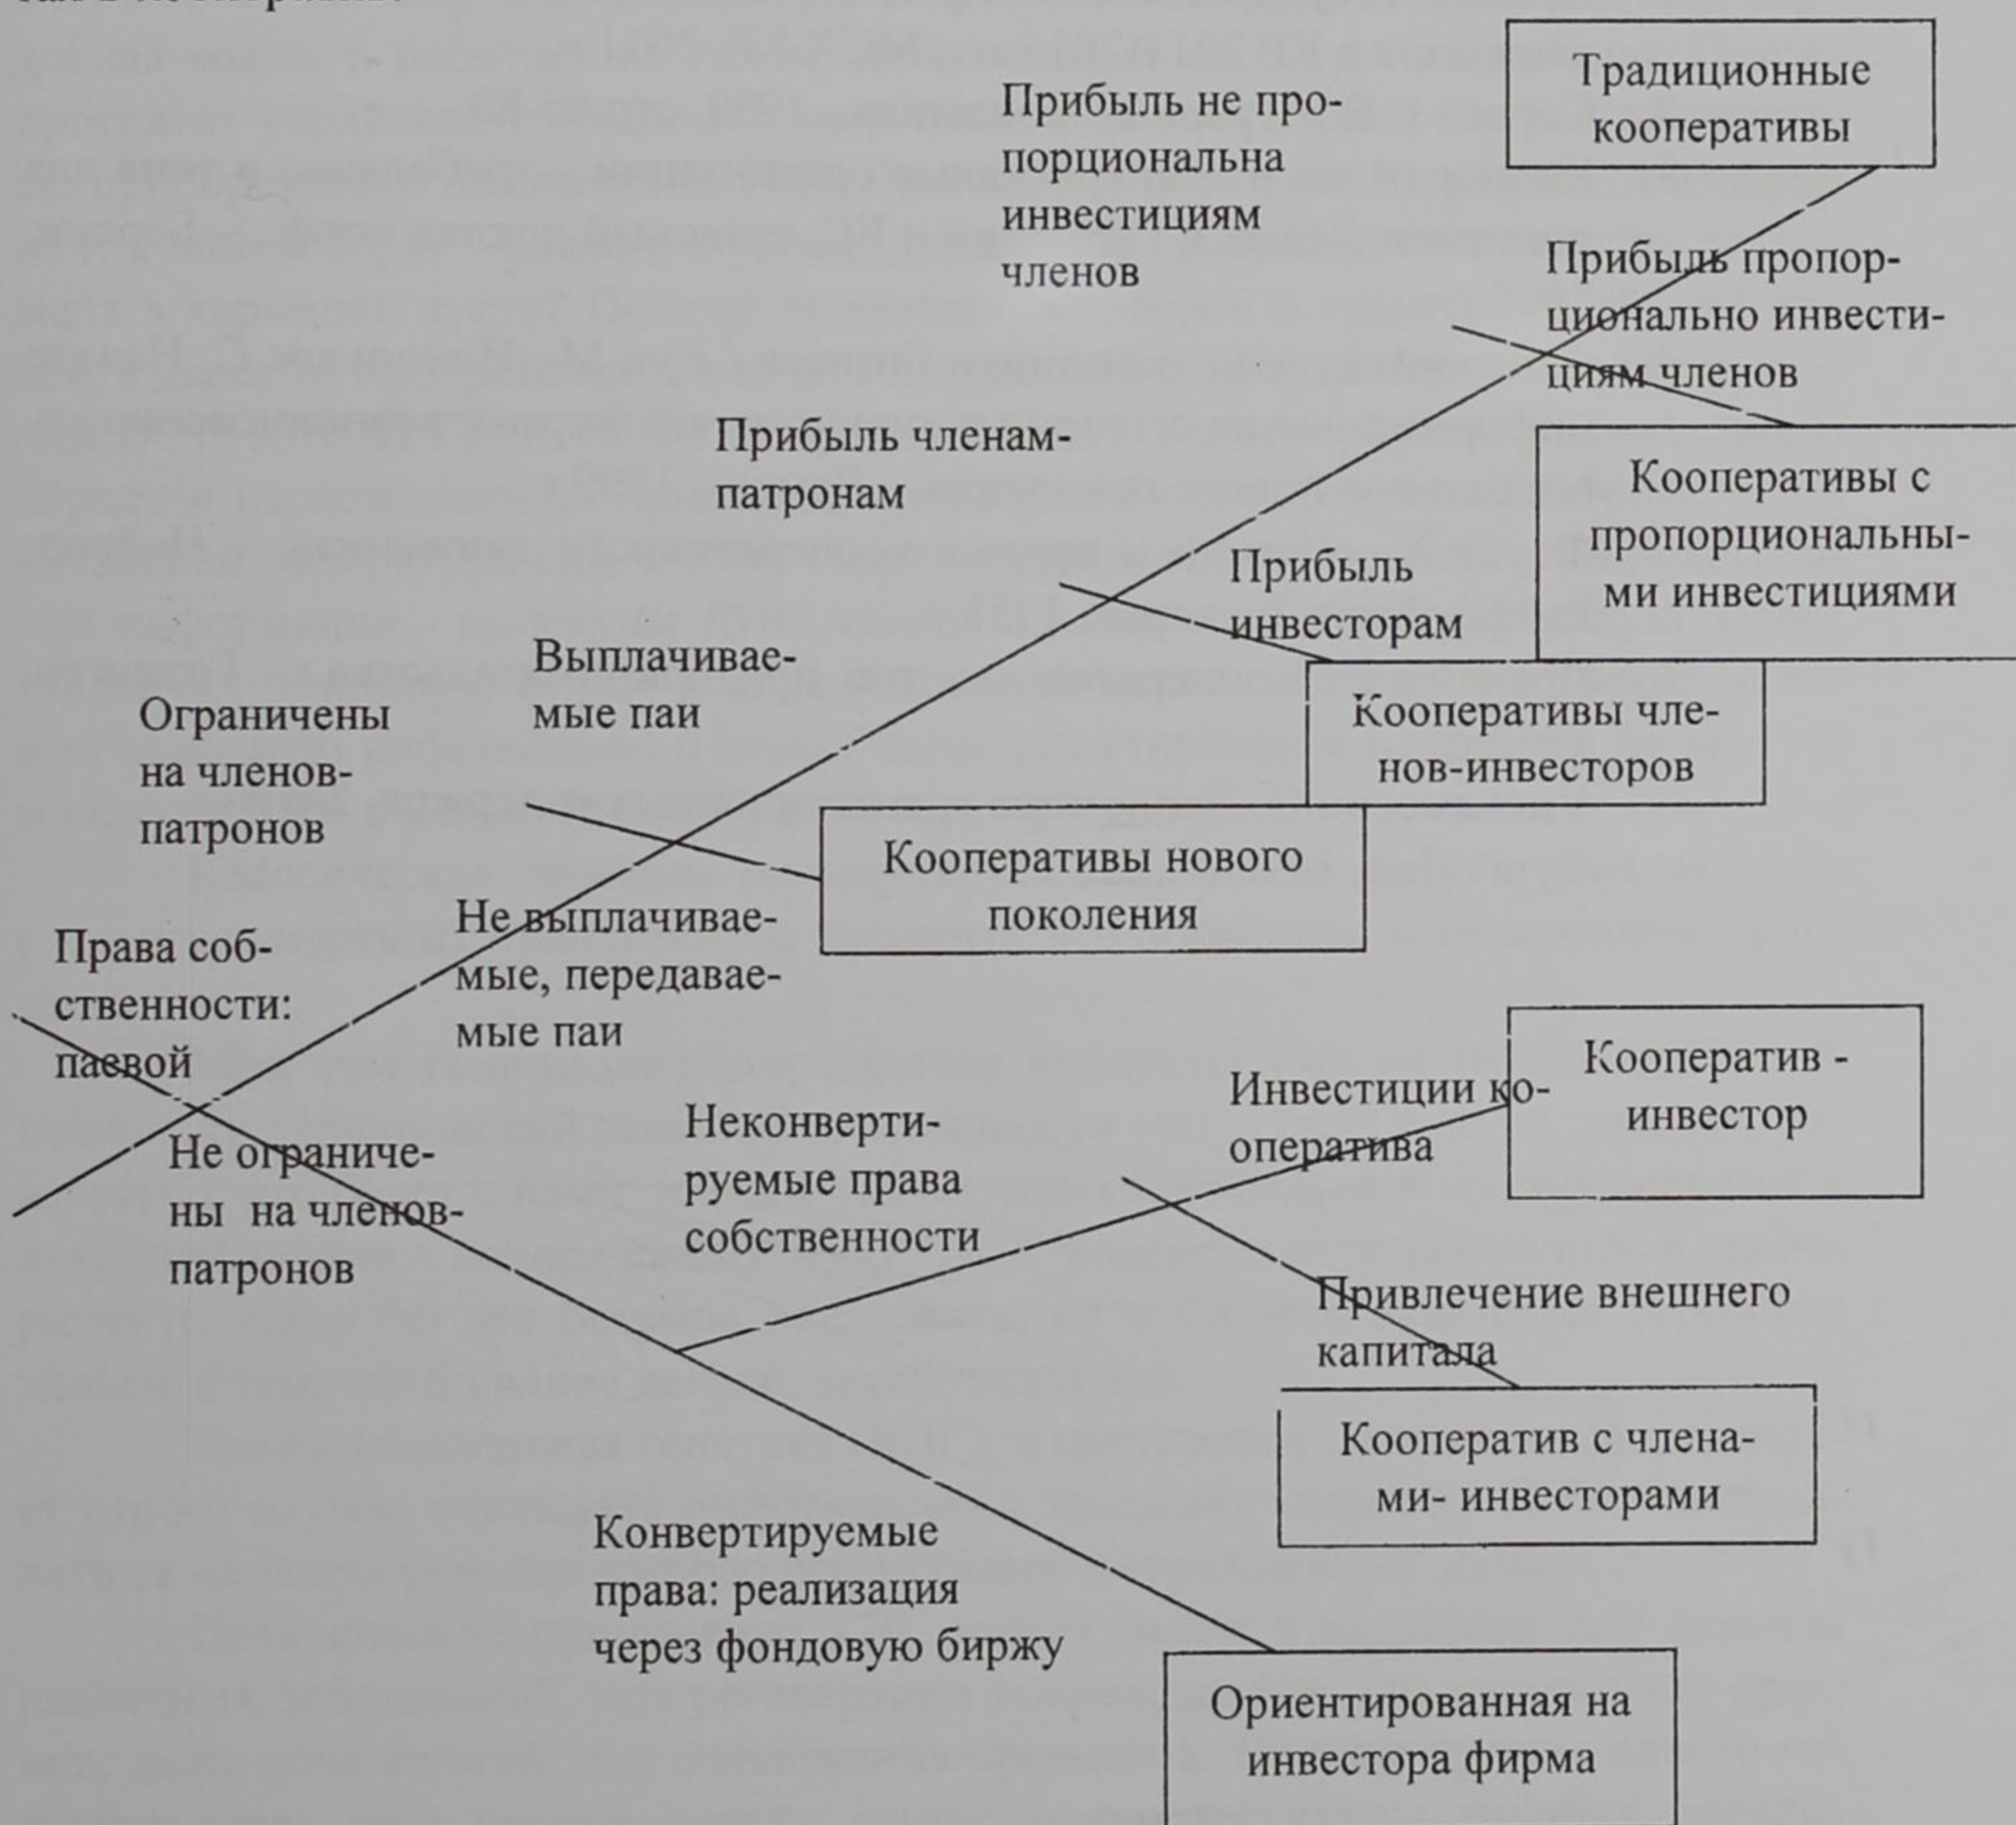 Традиционные
кооперативы
Прибыль не про-
порциональна
инвестициям
членов
Прибыль пропор-
ционально инвести-
циям членов
Прибыль членам-
патронам
Кооперативы с
пропорциональны-
ми инвестициями
Прибыль
инвесторам
Выплачивае-
мые паи
Кооперативы чле-
нов-инвесторов
Ограничены
на членов-
патронов
Кооперативы нового
поколения
Не выплачивае-
мые, передавае-
мые паи
Права соб-
ственности:
паевой
Не ограниче-
ны на членов-
патронов
Неконверти-
руемые права
собственности
Инвестиции ко-
оператива
Кооператив -
инвестор
Привлечение внешнего
капитала
Кооператив с члена-
ми- инвесторами
Конвертируемые
права: реализация
через фондовую биржу
Ориентированная на
инвестора фирма